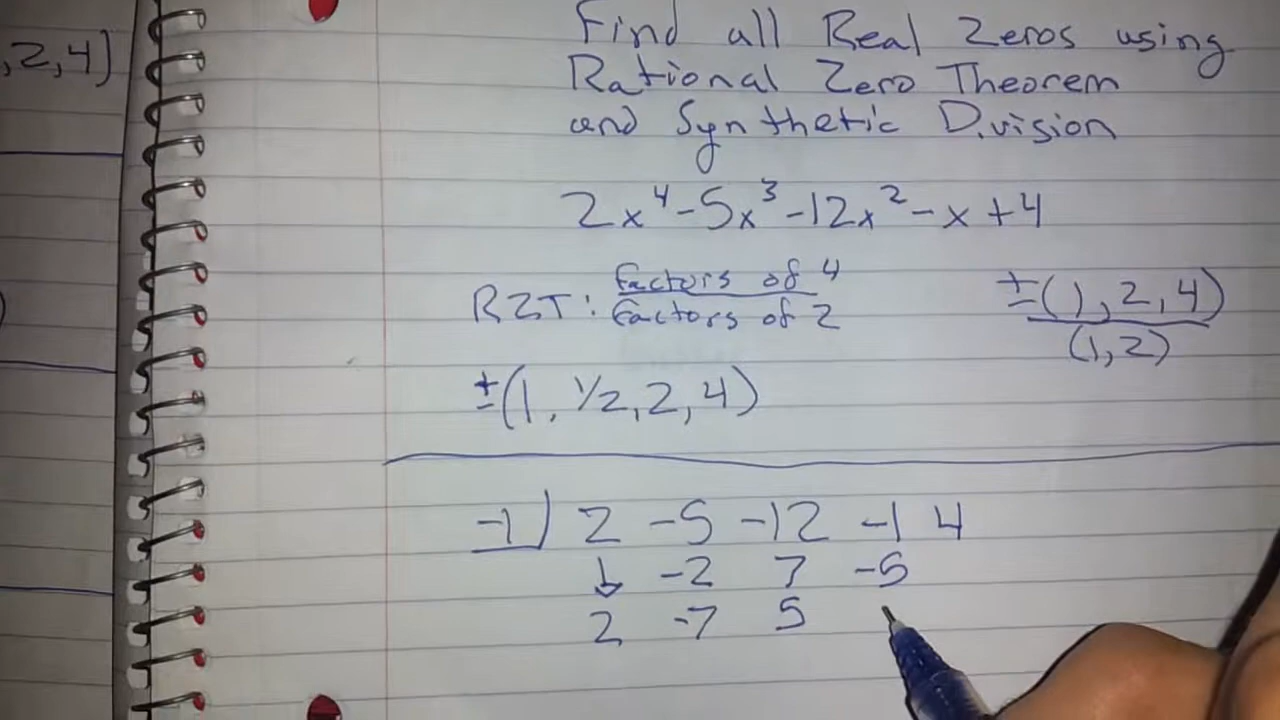 ,2,4)
Find all Real Zeros using
Rational Zero Theorem
and Synthetic Division
2x⁴-5x³-12x²-x+4
RZT: factors of 4
factors of 2
±(1,2,4)
(1,2)
±(1, 1/2, 2, 4)
-1) 2 -5 -12 -1 4
↓ -2 7 -5
2 -7 5
)